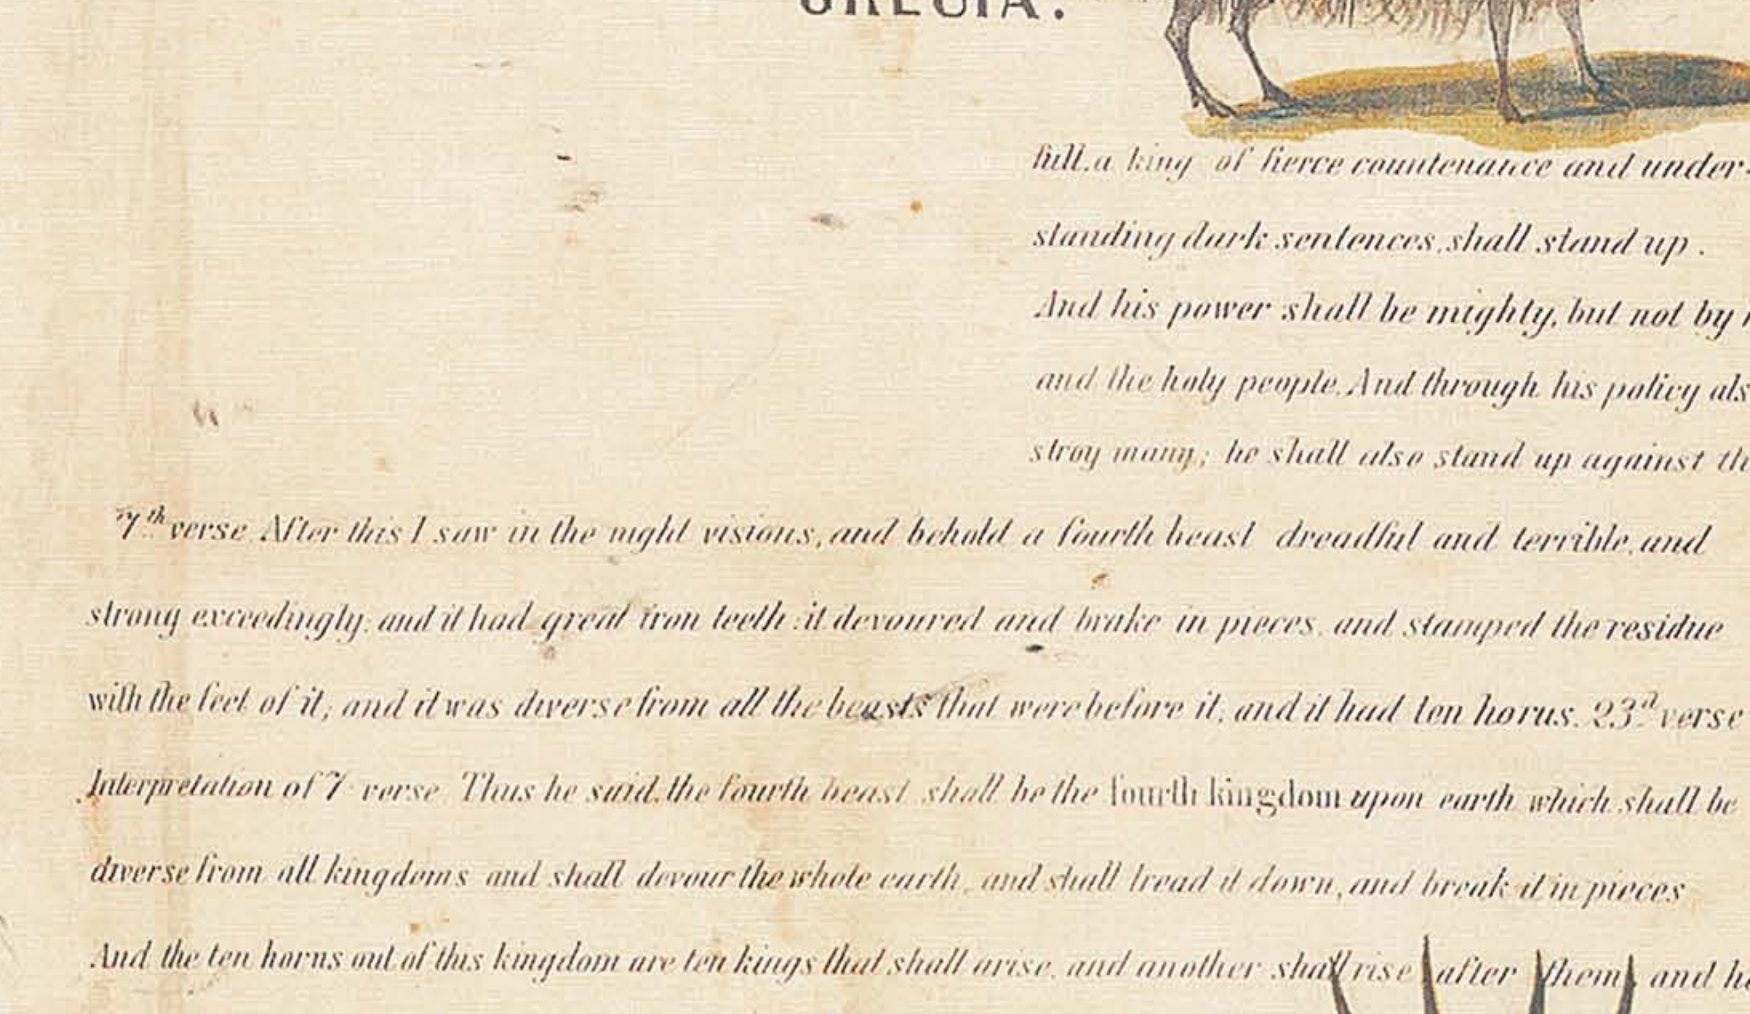 GRECIA.
full, a king of fierce countenance and under-
standing dark sentences, shall stand up.
And his power shall be mighty, but not by
and the holy people. And through his policy als
stroy many; he shall also stand up against th
7th verse After this I saw in the night visions, and behold a fourth beast dreadful and terrible, and
strong exceedingly; and it had great iron teeth: it devoured and brake in pieces, and stamped the residue
with the feet of it; and it was diverse from all the beasts that were before it; and it had ten horus. 23d verse
Interpretation of 7 verse Thus he said, the fourth beast shall be the fourth kingdom upon earth which shall be
diverse from all kingdoms and shall devour the whole earth, and shall tread it down, and break it in pieces
And the ten horns out of this kingdom are ten kings that shall arise, and another shall rise after them, and he